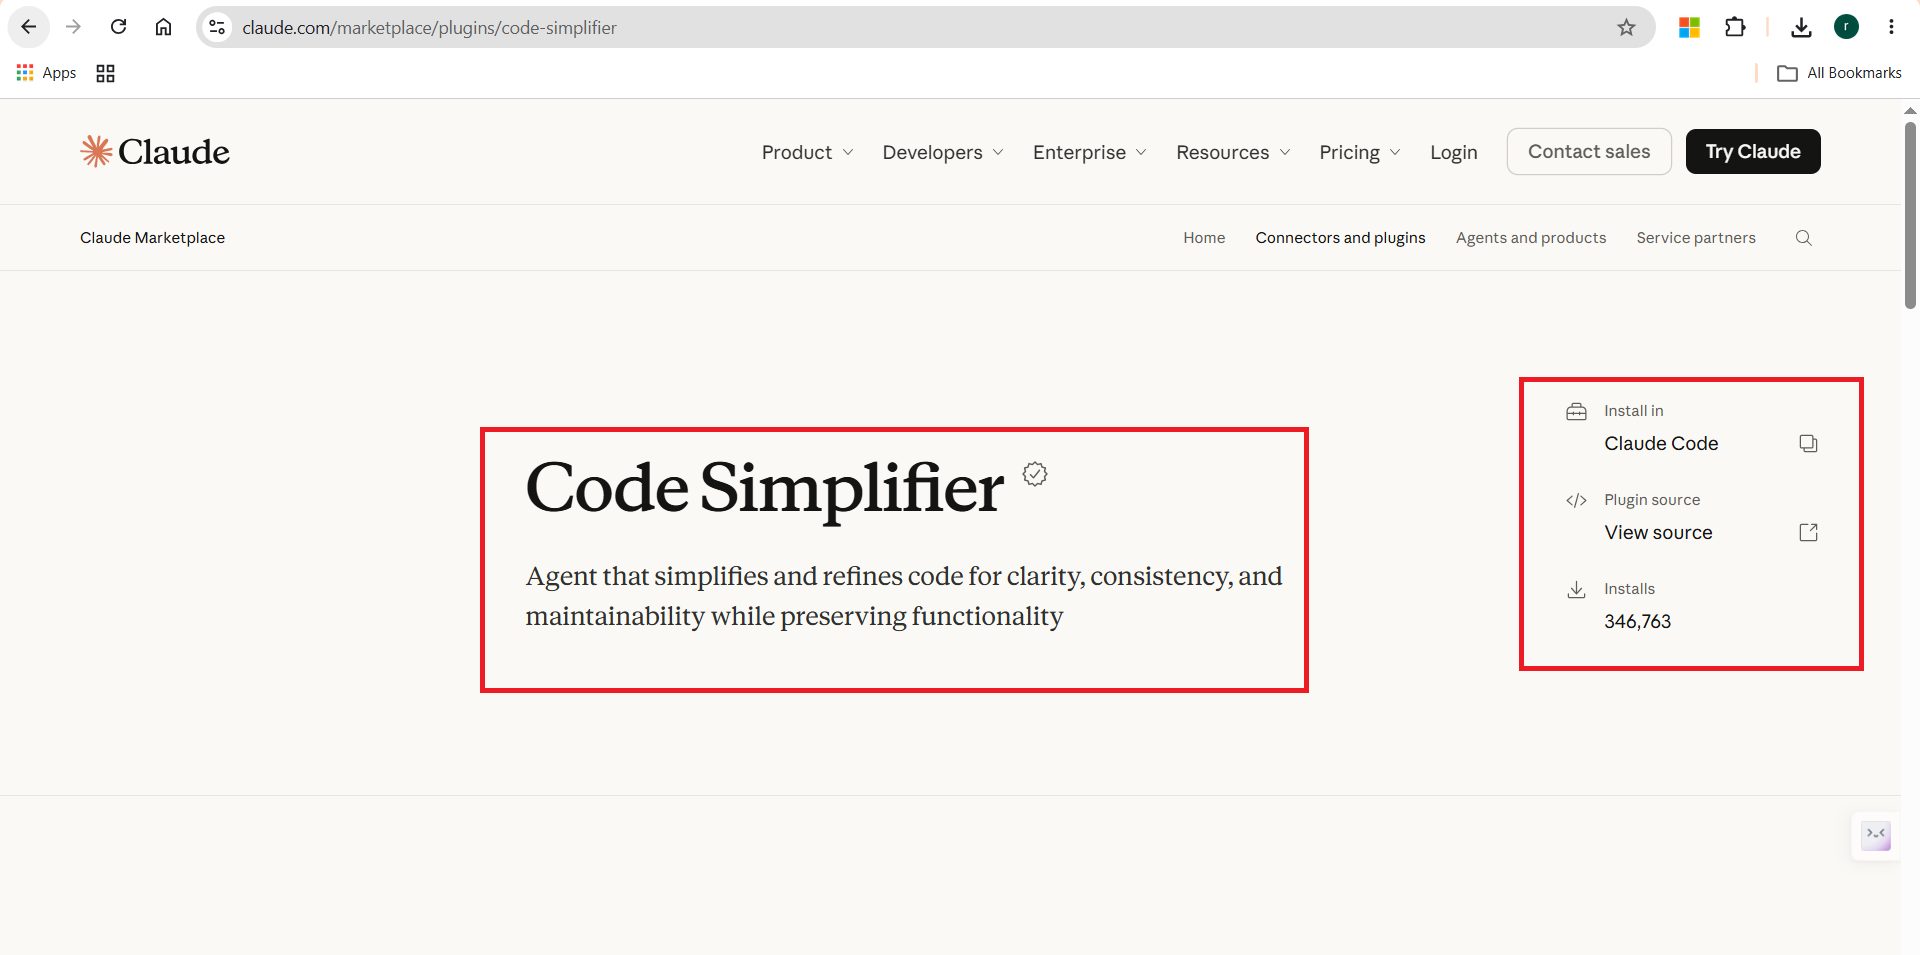 claude.com/marketplace/plugins/code-simplifier
r
Apps
All Bookmarks
Claude
Product
Developers
Enterprise
Resources
Pricing
Login
Contact sales
Try Claude
Claude Marketplace
Home
Connectors and plugins
Agents and products
Service partners
Code Simplifier
Agent that simplifies and refines code for clarity, consistency, and
maintainability while preserving functionality
Install in
Claude Code
Plugin source
View source
Installs
346,763